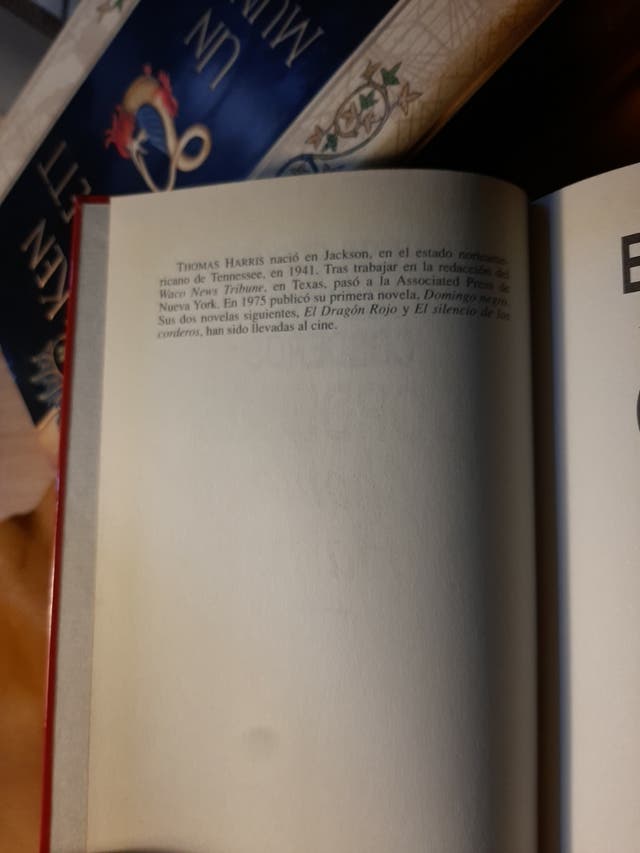 UN
MUN
KEN
ETT
THOMAS HARRIS nació en Jackson, en el estado norteame-
ricano de Tennessee, en 1941. Tras trabajar en la redacción del
Waco News Tribune, en Texas, pasó a la Associated Press de
Nueva York. En 1975 publicó su primera novela, Domingo negro.
Sus dos novelas siguientes, El Dragón Rojo y El silencio de los
corderos, han sido llevadas al cine.
E